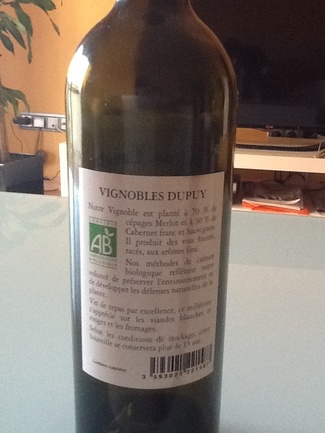 VIGNOBLES DUPUY
Notre Vignoble est planté à 70 % de
cépages Merlot et à 30 % de
Cabernet franc et Sauvignon.
Il produit des vins fruités,
racés, aux arômes fins.
AB
Nos méthodes de culture
biologique reflètent notre
volonté de préserver l'environnement et
de développer les défenses naturelles de la
plante.
Vin de repas par excellence, ce millésime
s'apprécie sur les viandes blanches et
rouges et les fromages.
Selon les conditions de stockage, cette
bouteille se conservera plus de 15 ans.